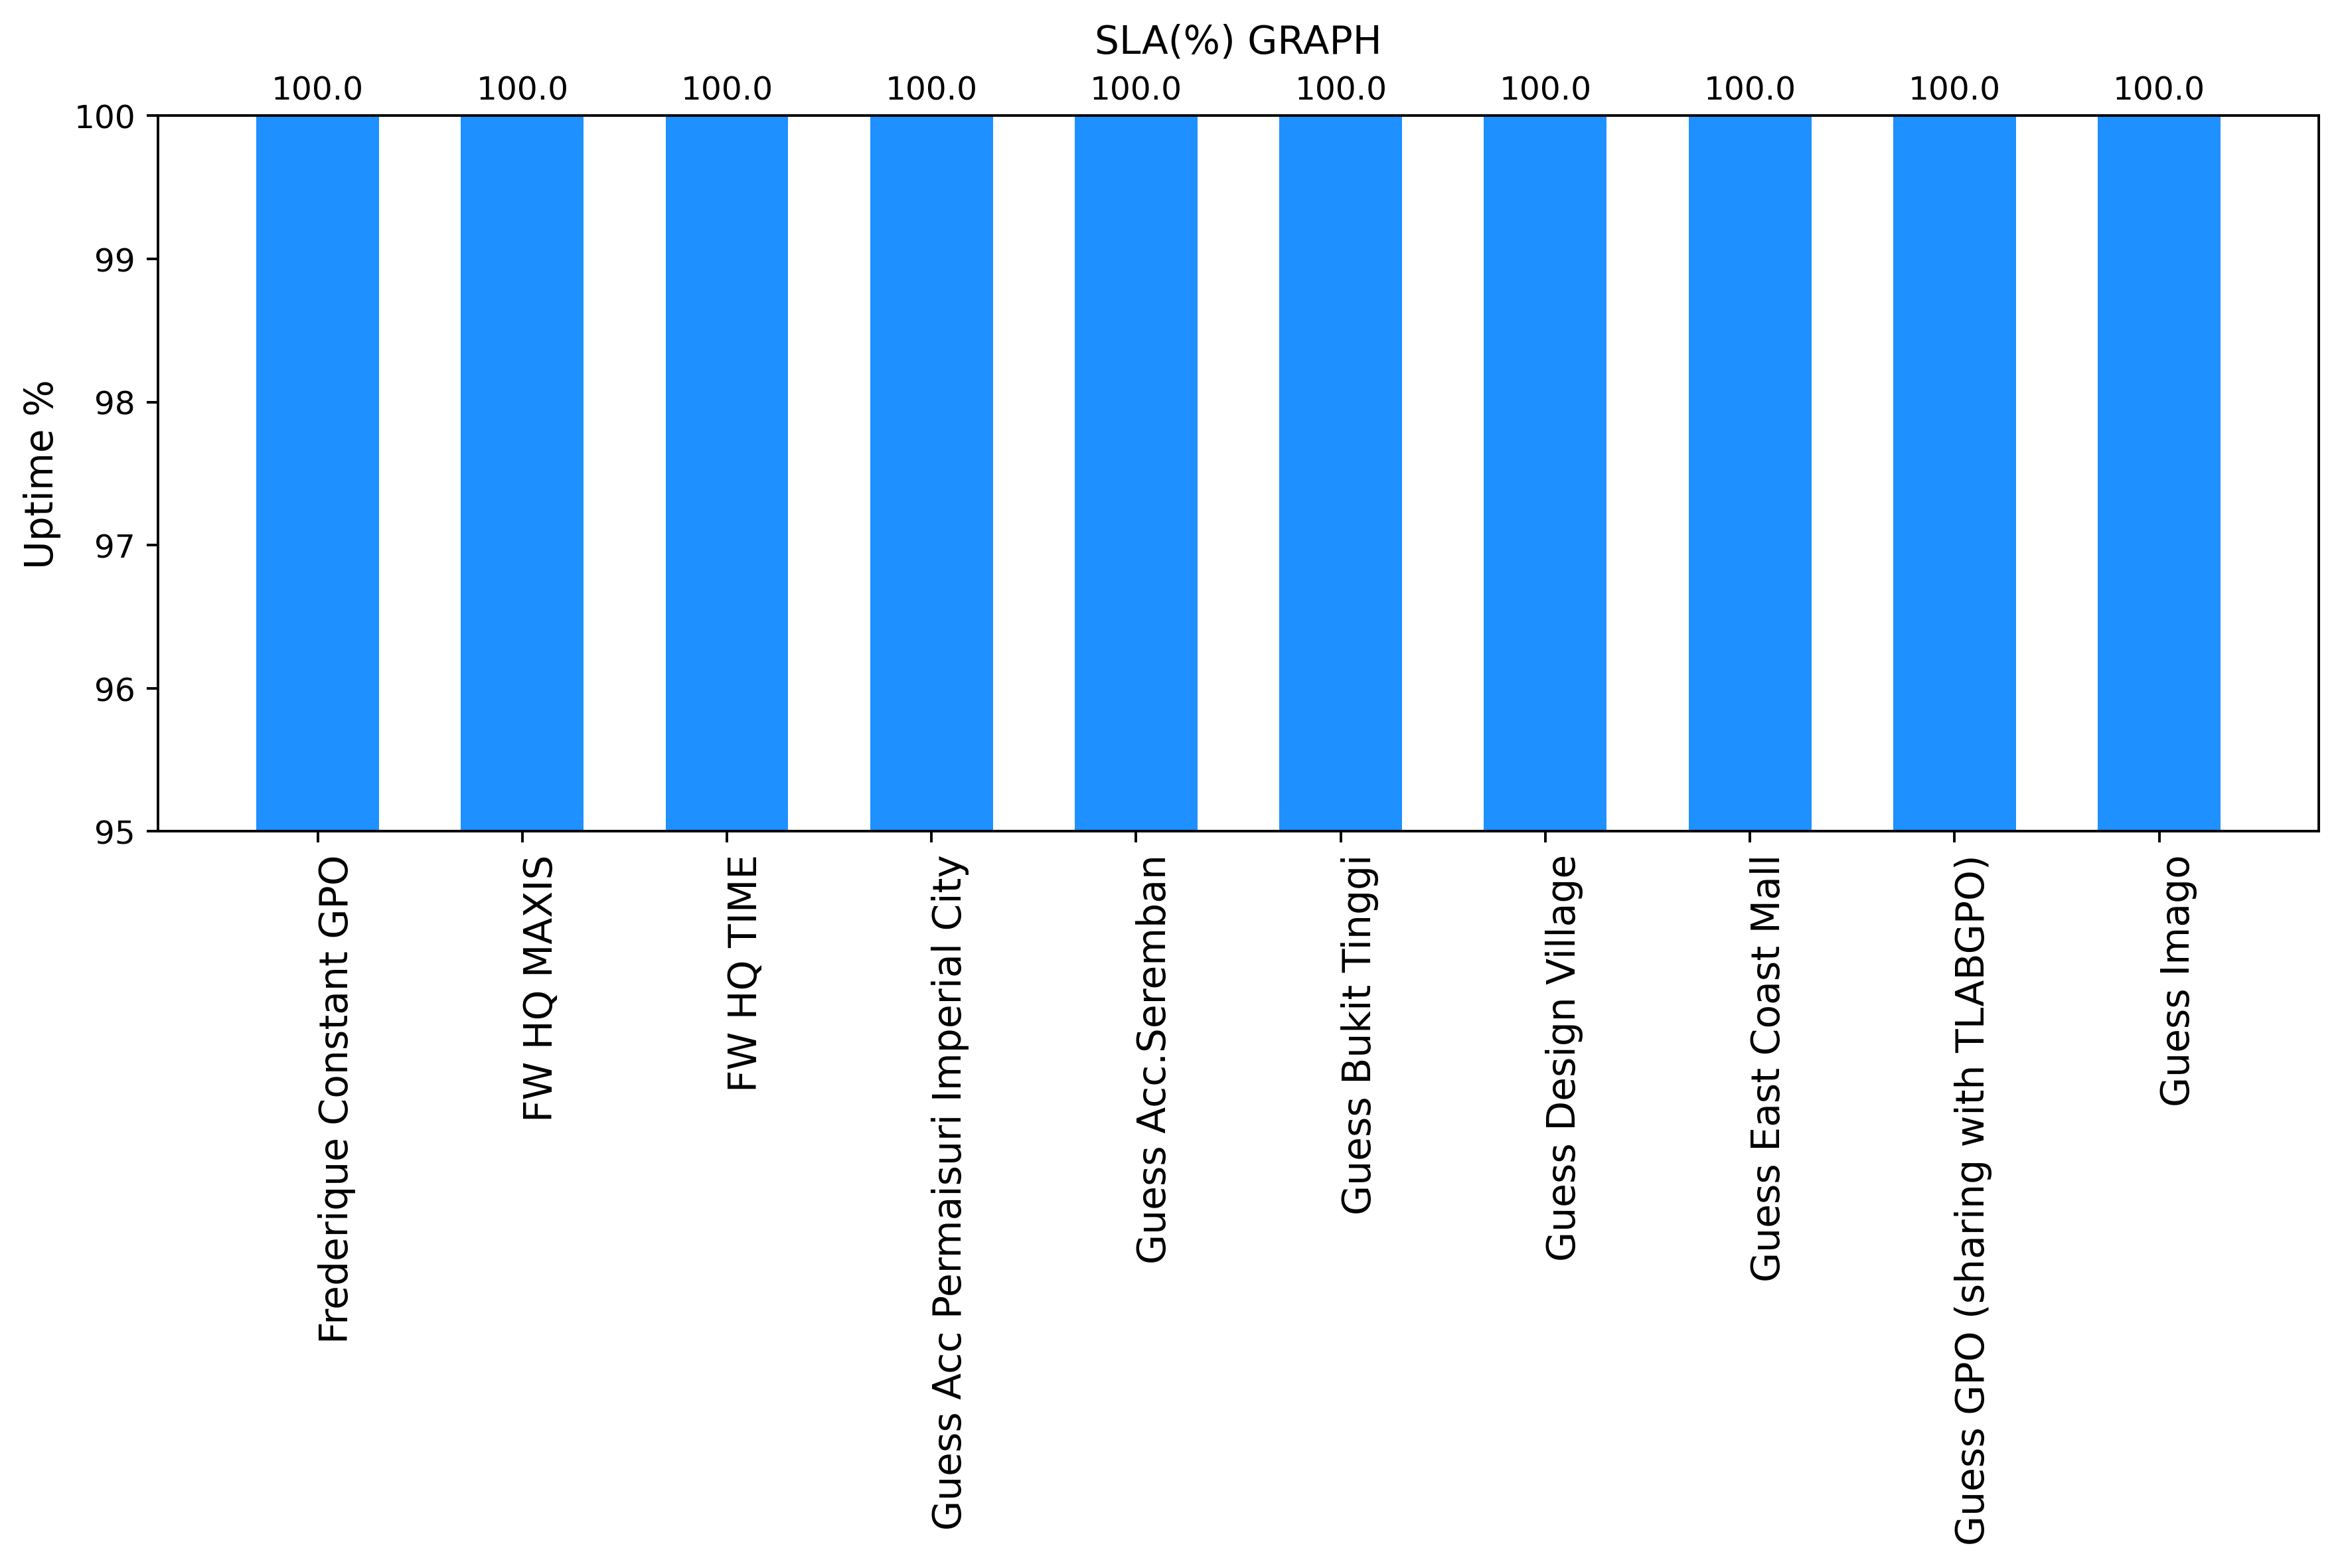 SLA(%) GRAPH
100.0 100.0 100.0 100.0 100.0 100.0 100.0 100.0 100.0 100.0
100
99
98
97
96
95
Uptime %
Frederique Constant GPO
FW HQ MAXIS
FW HQ TIME
Guess Acc Permaisuri Imperial City
Guess Acc.Seremban
Guess Bukit Tinggi
Guess Design Village
Guess East Coast Mall
Guess GPO (sharing with TLABGPO)
Guess Imago